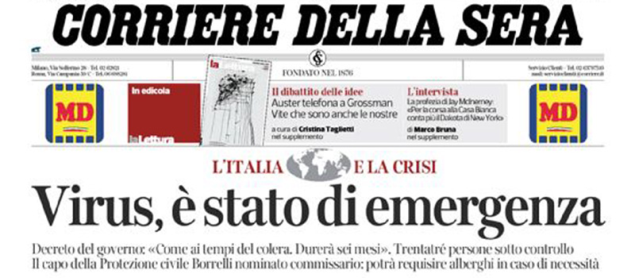 CORRIERE DELLA SERA
Milano, Via Solferino 28 - Tel. 02 62821
Roma, Via Campania 59 C - Tel. 06 688281
FONDATO NEL 1876
Servizio Clienti - Tel. 02 63797510
mail: servizioclienti@corriere.it
MD
In edicola
la Lettura
la
Il dibattito delle idee
Auster telefona a Grossman
Vite che sono anche le nostre
a cura di Cristina Taglietti
nel supplemento
L'intervista
La profezia di Jay McInerney:
«Per la corsa alla Casa Bianca
conta più il Dakota di New York»
di Marco Bruna
nel supplemento
MD
L'ITALIA E LA CRISI
Virus, è stato di emergenza
Decreto del governo: «Come ai tempi del colera. Durerà sei mesi». Trentatré persone sotto controllo
Il capo della Protezione civile Borrelli nominato commissario: potrà requisire alberghi in caso di necessità